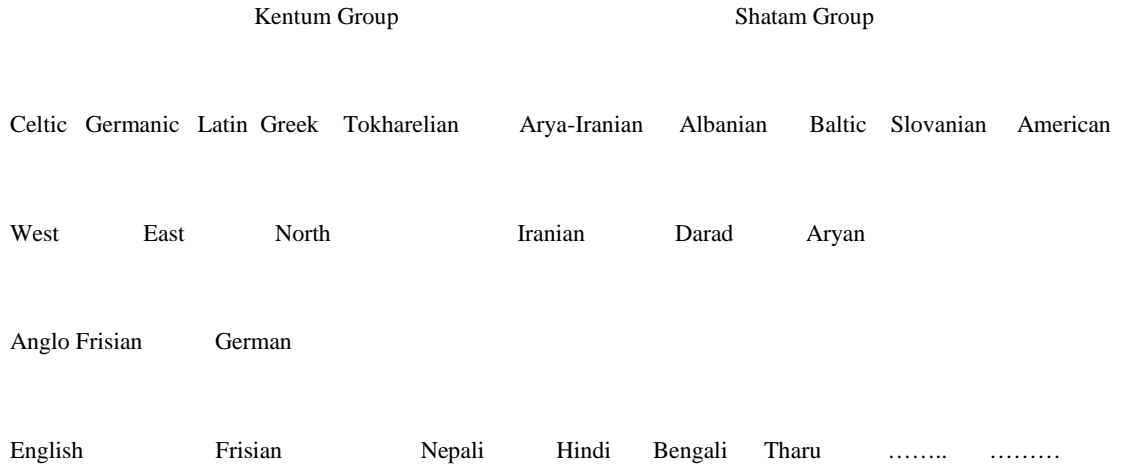 Kentum Group Shatam Group
Celtic Germanic Latin Greek Tokharelian Arya-Iranian Albanian Baltic Slovanian American
West East North Iranian Darad Aryan
Anglo Frisian German
English Frisian Nepali Hindi Bengali Tharu …….. ………